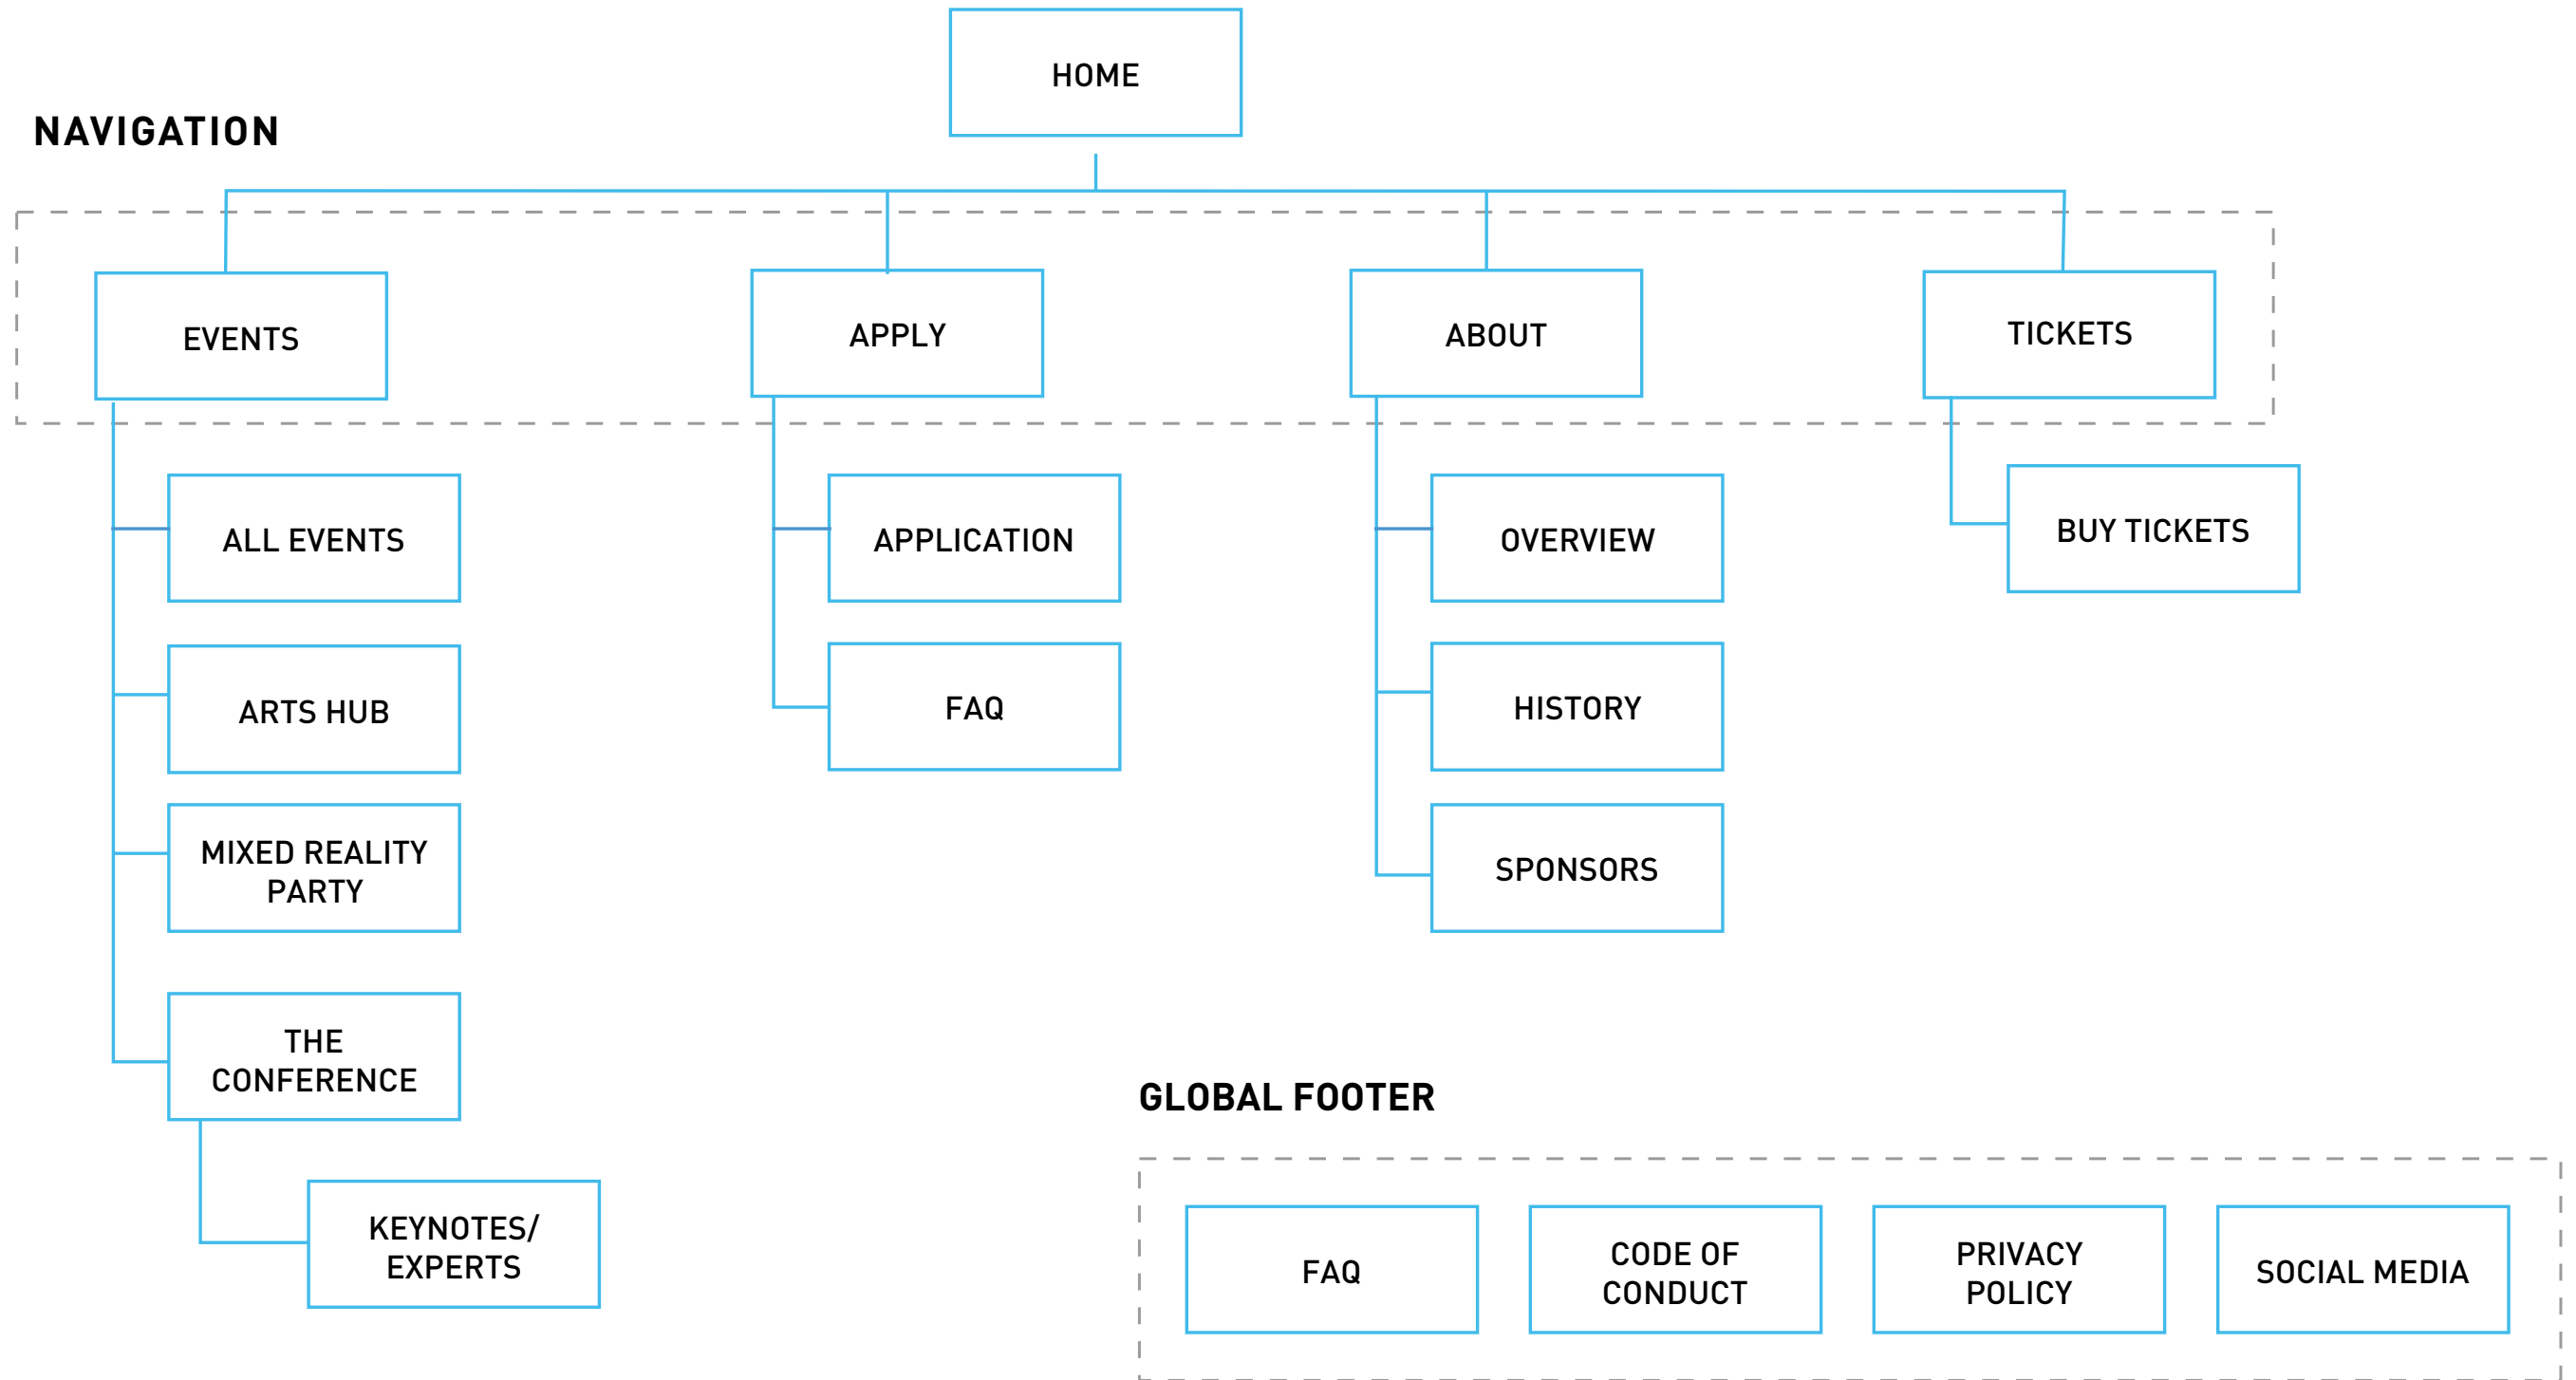 HOME
NAVIGATION
EVENTS
APPLY
ABOUT
TICKETS
ALL EVENTS
APPLICATION
OVERVIEW
BUY TICKETS
ARTS HUB
FAQ
HISTORY
MIXED REALITY
PARTY
SPONSORS
THE
CONFERENCE
KEYNOTES/
EXPERTS
GLOBAL FOOTER
FAQ
CODE OF
CONDUCT
PRIVACY
POLICY
SOCIAL MEDIA